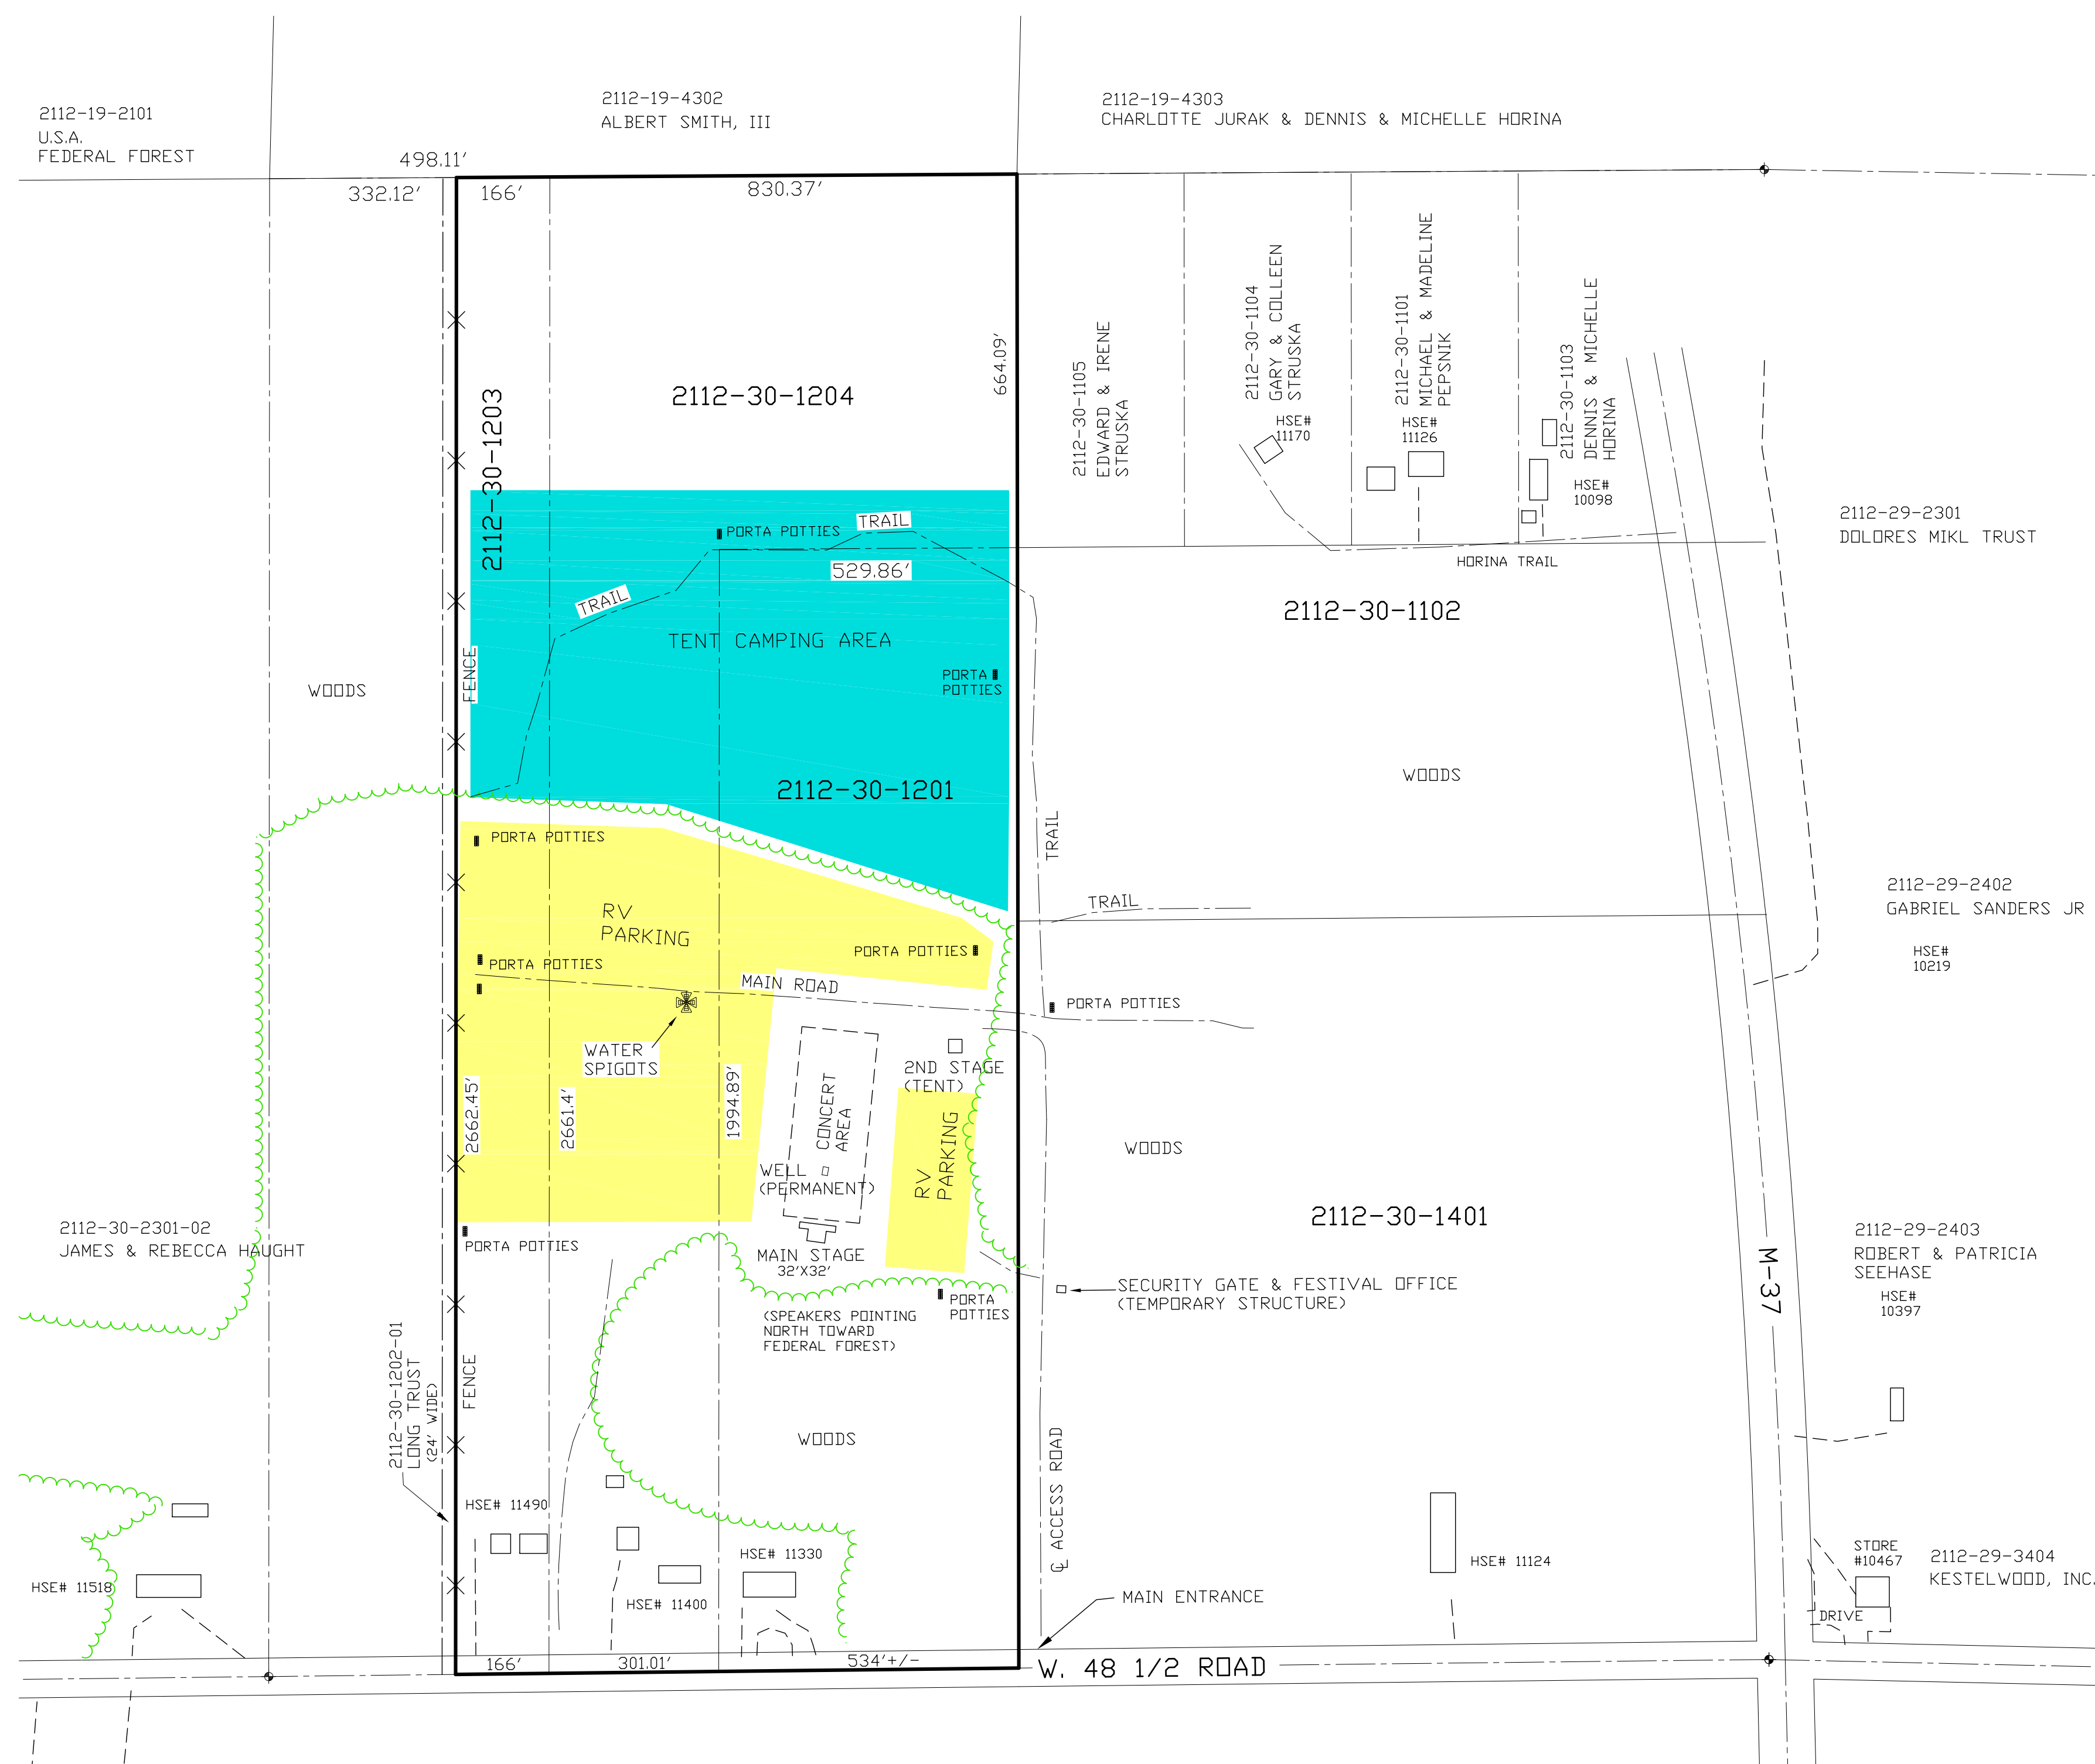 2112-19-2101
U.S.A.
FEDERAL FOREST
2112-19-4302
ALBERT SMITH, III
2112-19-4303
CHARLOTTE JURAK & DENNIS & MICHELLE HORINA
498.11'
332.12'
166'
830.37'
664.09'
2112-30-1203
2112-30-1204
2112-30-1105
EDWARD & IRENE
STRUSKA
2112-30-1104
GARY & COLLEEN
STRUSKA
HSE#
11170
2112-30-1101
MICHAEL & MADELINE
PEPSNIK
HSE#
11126
2112-30-1103
DENNIS & MICHELLE
HORINA
HSE#
10098
HORINA TRAIL
2112-29-2301
DOLORES MIKL TRUST
PORTA POTTIES
TRAIL
529.86'
TRAIL
TENT CAMPING AREA
PORTA
POTTIES
FENCE
WOODS
2112-30-1102
WOODS
2112-30-1201
TRAIL
TRAIL
PORTA POTTIES
RV
PARKING
PORTA POTTIES
PORTA POTTIES
MAIN ROAD
PORTA POTTIES
2112-29-2402
GABRIEL SANDERS JR
HSE#
10219
WATER
SPIGOTS
2ND STAGE
(TENT)
2662.45'
2661.4'
1994.89'
CONCERT
AREA
WELL
(PERMANENT)
RV
PARKING
WOODS
2112-30-1401
2112-30-2301-02
JAMES & REBECCA HAUGHT
PORTA POTTIES
MAIN STAGE
32'X32'
SECURITY GATE & FESTIVAL OFFICE
(TEMPORARY STRUCTURE)
PORTA
POTTIES
(SPEAKERS POINTING
NORTH TOWARD
FEDERAL FOREST)
M-37
2112-29-2403
ROBERT & PATRICIA
SEEHASE
HSE#
10397
2112-30-1202-01
LONG TRUST
(24' WIDE)
FENCE
WOODS
℄ ACCESS ROAD
HSE# 11490
HSE# 11330
HSE# 11400
HSE# 11518
HSE# 11124
MAIN ENTRANCE
STORE
#10467
DRIVE
2112-29-3404
KESTELWOOD, INC.
166'
301.01'
534'+/-
W. 48 1/2 ROAD